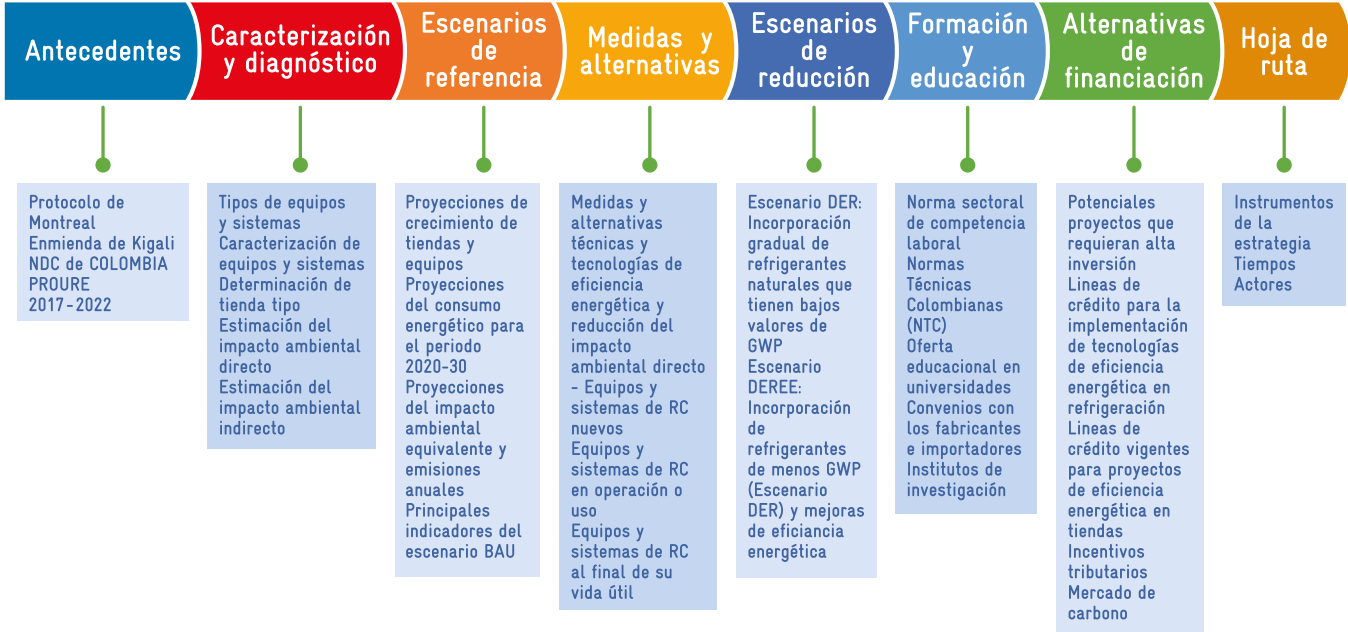 Antecedentes
Caracterización
y diagnóstico
Escenarios
de
referencia
Medidas y
alternativas
Escenarios
de
reducción
Formación
y
educación
Alternativas
de
financiación
Hoja de
ruta
Protocolo de
Montreal
Enmienda de Kigali
NDC de COLOMBIA
PROURE
2017-2022
Tipos de equipos
y sistemas
Caracterización de
equipos y sistemas
Determinación de
tienda tipo
Estimación del
impacto ambiental
directo
Estimación del
impacto ambiental
indirecto
Proyecciones de
crecimiento de
tiendas y
equipos
Proyecciones
del consumo
energético para
el periodo
2020-30
Proyecciones
del impacto
ambiental
equivalente y
emisiones
anuales
Principales
indicadores del
escenario BAU
Medidas y
alternativas
técnicas y
tecnologías de
eficiencia
energética y
reducción del
impacto
ambiental directo
- Equipos y
sistemas de RC
nuevos
Equipos y
sistemas de RC
en operación o
uso
Equipos y
sistemas de RC
al final de su
vida útil
Escenario DER:
Incorporación
gradual de
refrigerantes
naturales que
tienen bajos
valores de
GWP
Escenario
DEREE:
Incorporación
de
refrigerantes
de menos GWP
(Escenario
DER) y mejoras
de eficiancia
energética
Norma sectoral
de competencia
laboral
Normas
Técnicas
Colombianas
(NTC)
Oferta
educacional en
universidades
Convenios con
los fabricantes
e importadores
Institutos de
investigación
Potenciales
proyectos que
requieran alta
inversión
Lineas de
crédito para la
implementación
de tecnologías
de eficiencia
energética en
refrigeración
Lineas de
crédito vigentes
para proyectos
de eficiencia
energética en
tiendas
Incentivos
tributarios
Mercado de
carbono
Instrumentos
de la
estrategia
Tiempos
Actores